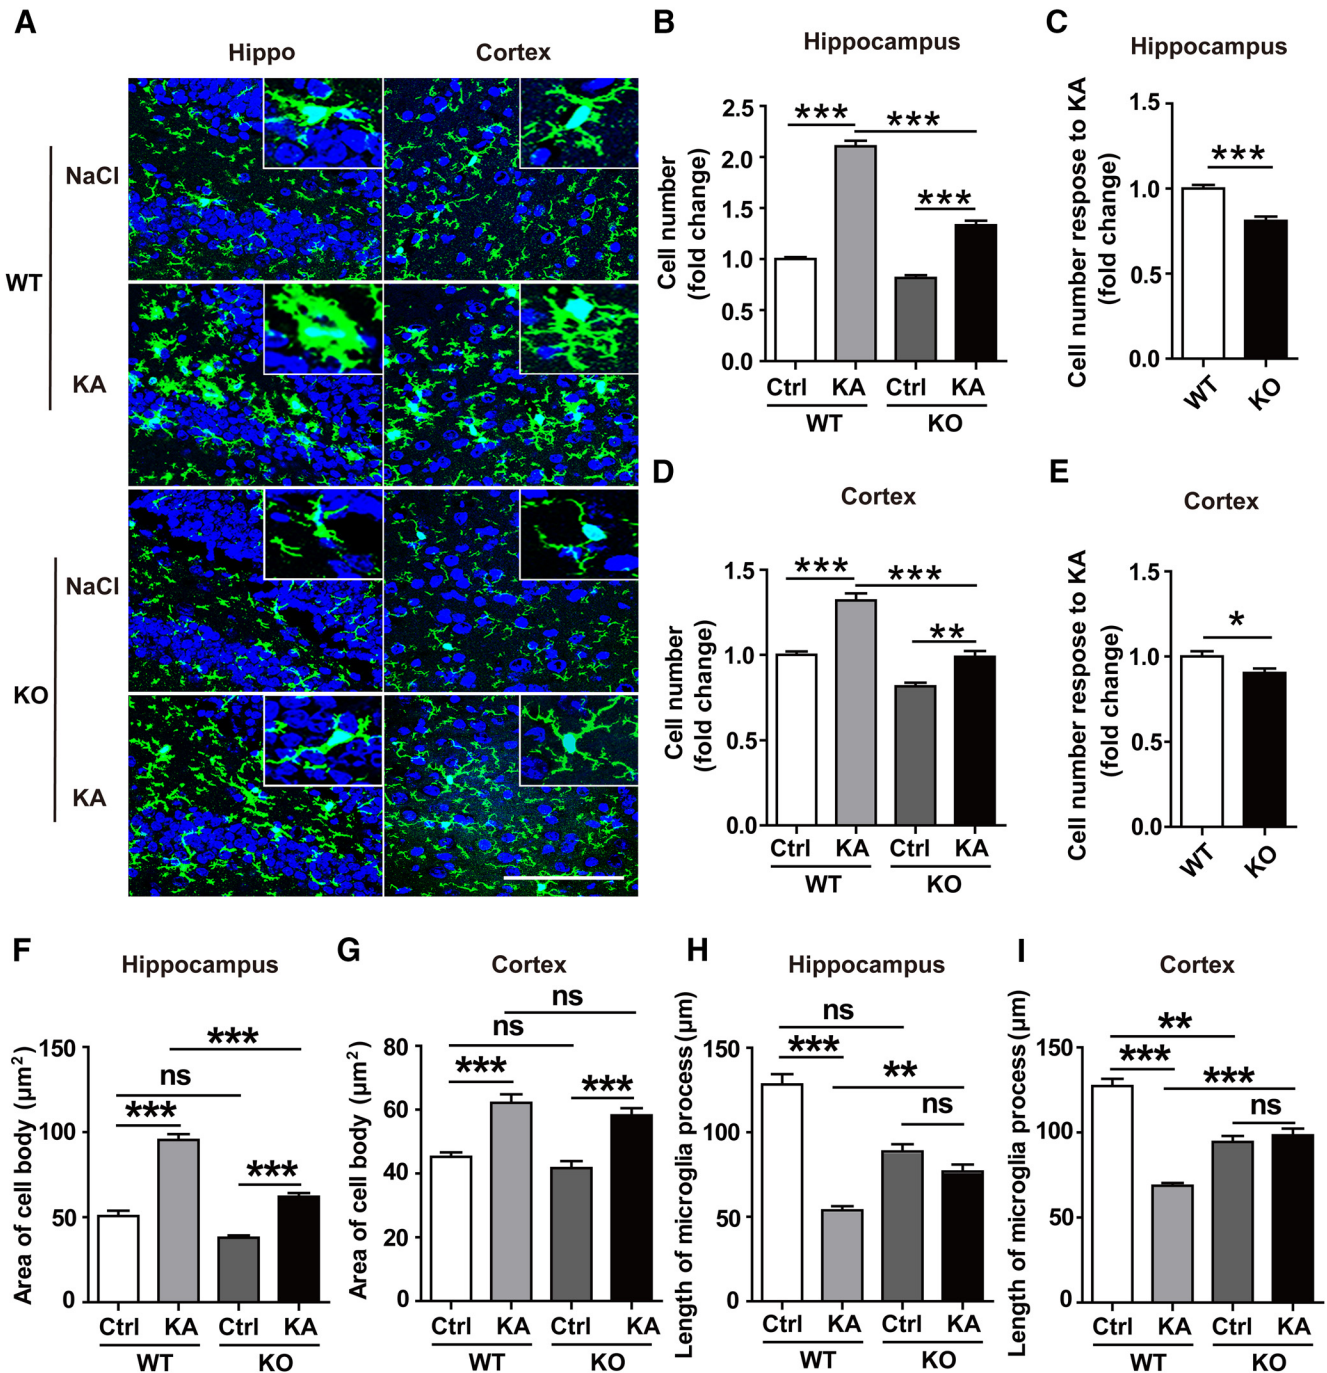 A
Hippo
Cortex
WT
NaCl
KA
KO
NaCl
KA
B
Hippocampus
Cell number
(fold change)
2.5
2.0
1.5
1.0
0.5
0.0
***
***
***
Ctrl KA Ctrl KA
WT KO
C
Hippocampus
Cell number respose to KA
(fold change)
1.5
1.0
0.5
0.0
***
WT KO
D
Cortex
Cell number
(fold change)
1.5
1.0
0.5
0.0
***
***
**
Ctrl KA Ctrl KA
WT KO
E
Cortex
Cell number respose to KA
(fold change)
1.5
1.0
0.5
0.0
*
WT KO
F
Hippocampus
Area of cell body (μm²)
150
100
50
0
***
ns
***
***
Ctrl KA Ctrl KA
WT KO
G
Cortex
Area of cell body (μm²)
80
60
40
20
0
ns
ns
***
***
Ctrl KA Ctrl KA
WT KO
H
Hippocampus
Length of microglia process (μm)
150
100
50
0
ns
***
**
ns
Ctrl KA Ctrl KA
WT KO
I
Cortex
Length of microglia process (μm)
150
100
50
0
**
***
***
ns
Ctrl KA Ctrl KA
WT KO